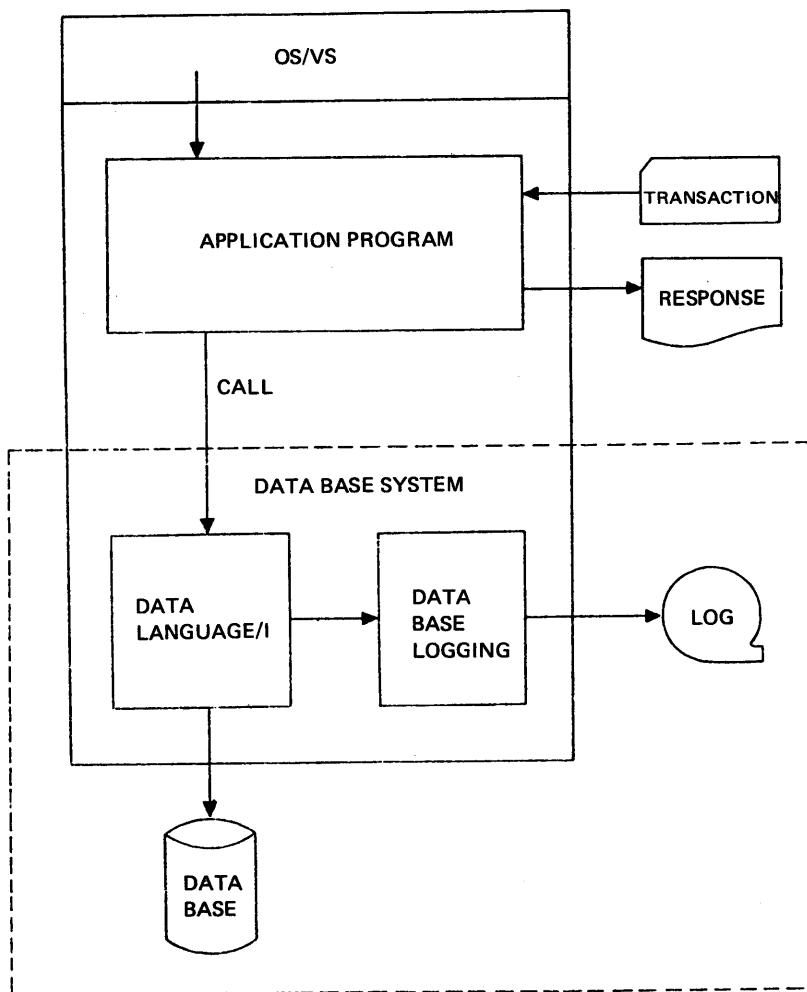 OS/VS
APPLICATION PROGRAM
TRANSACTION
RESPONSE
CALL
DATA BASE SYSTEM
DATA
LANGUAGE/I
DATA
BASE
LOGGING
LOG
DATA
BASE